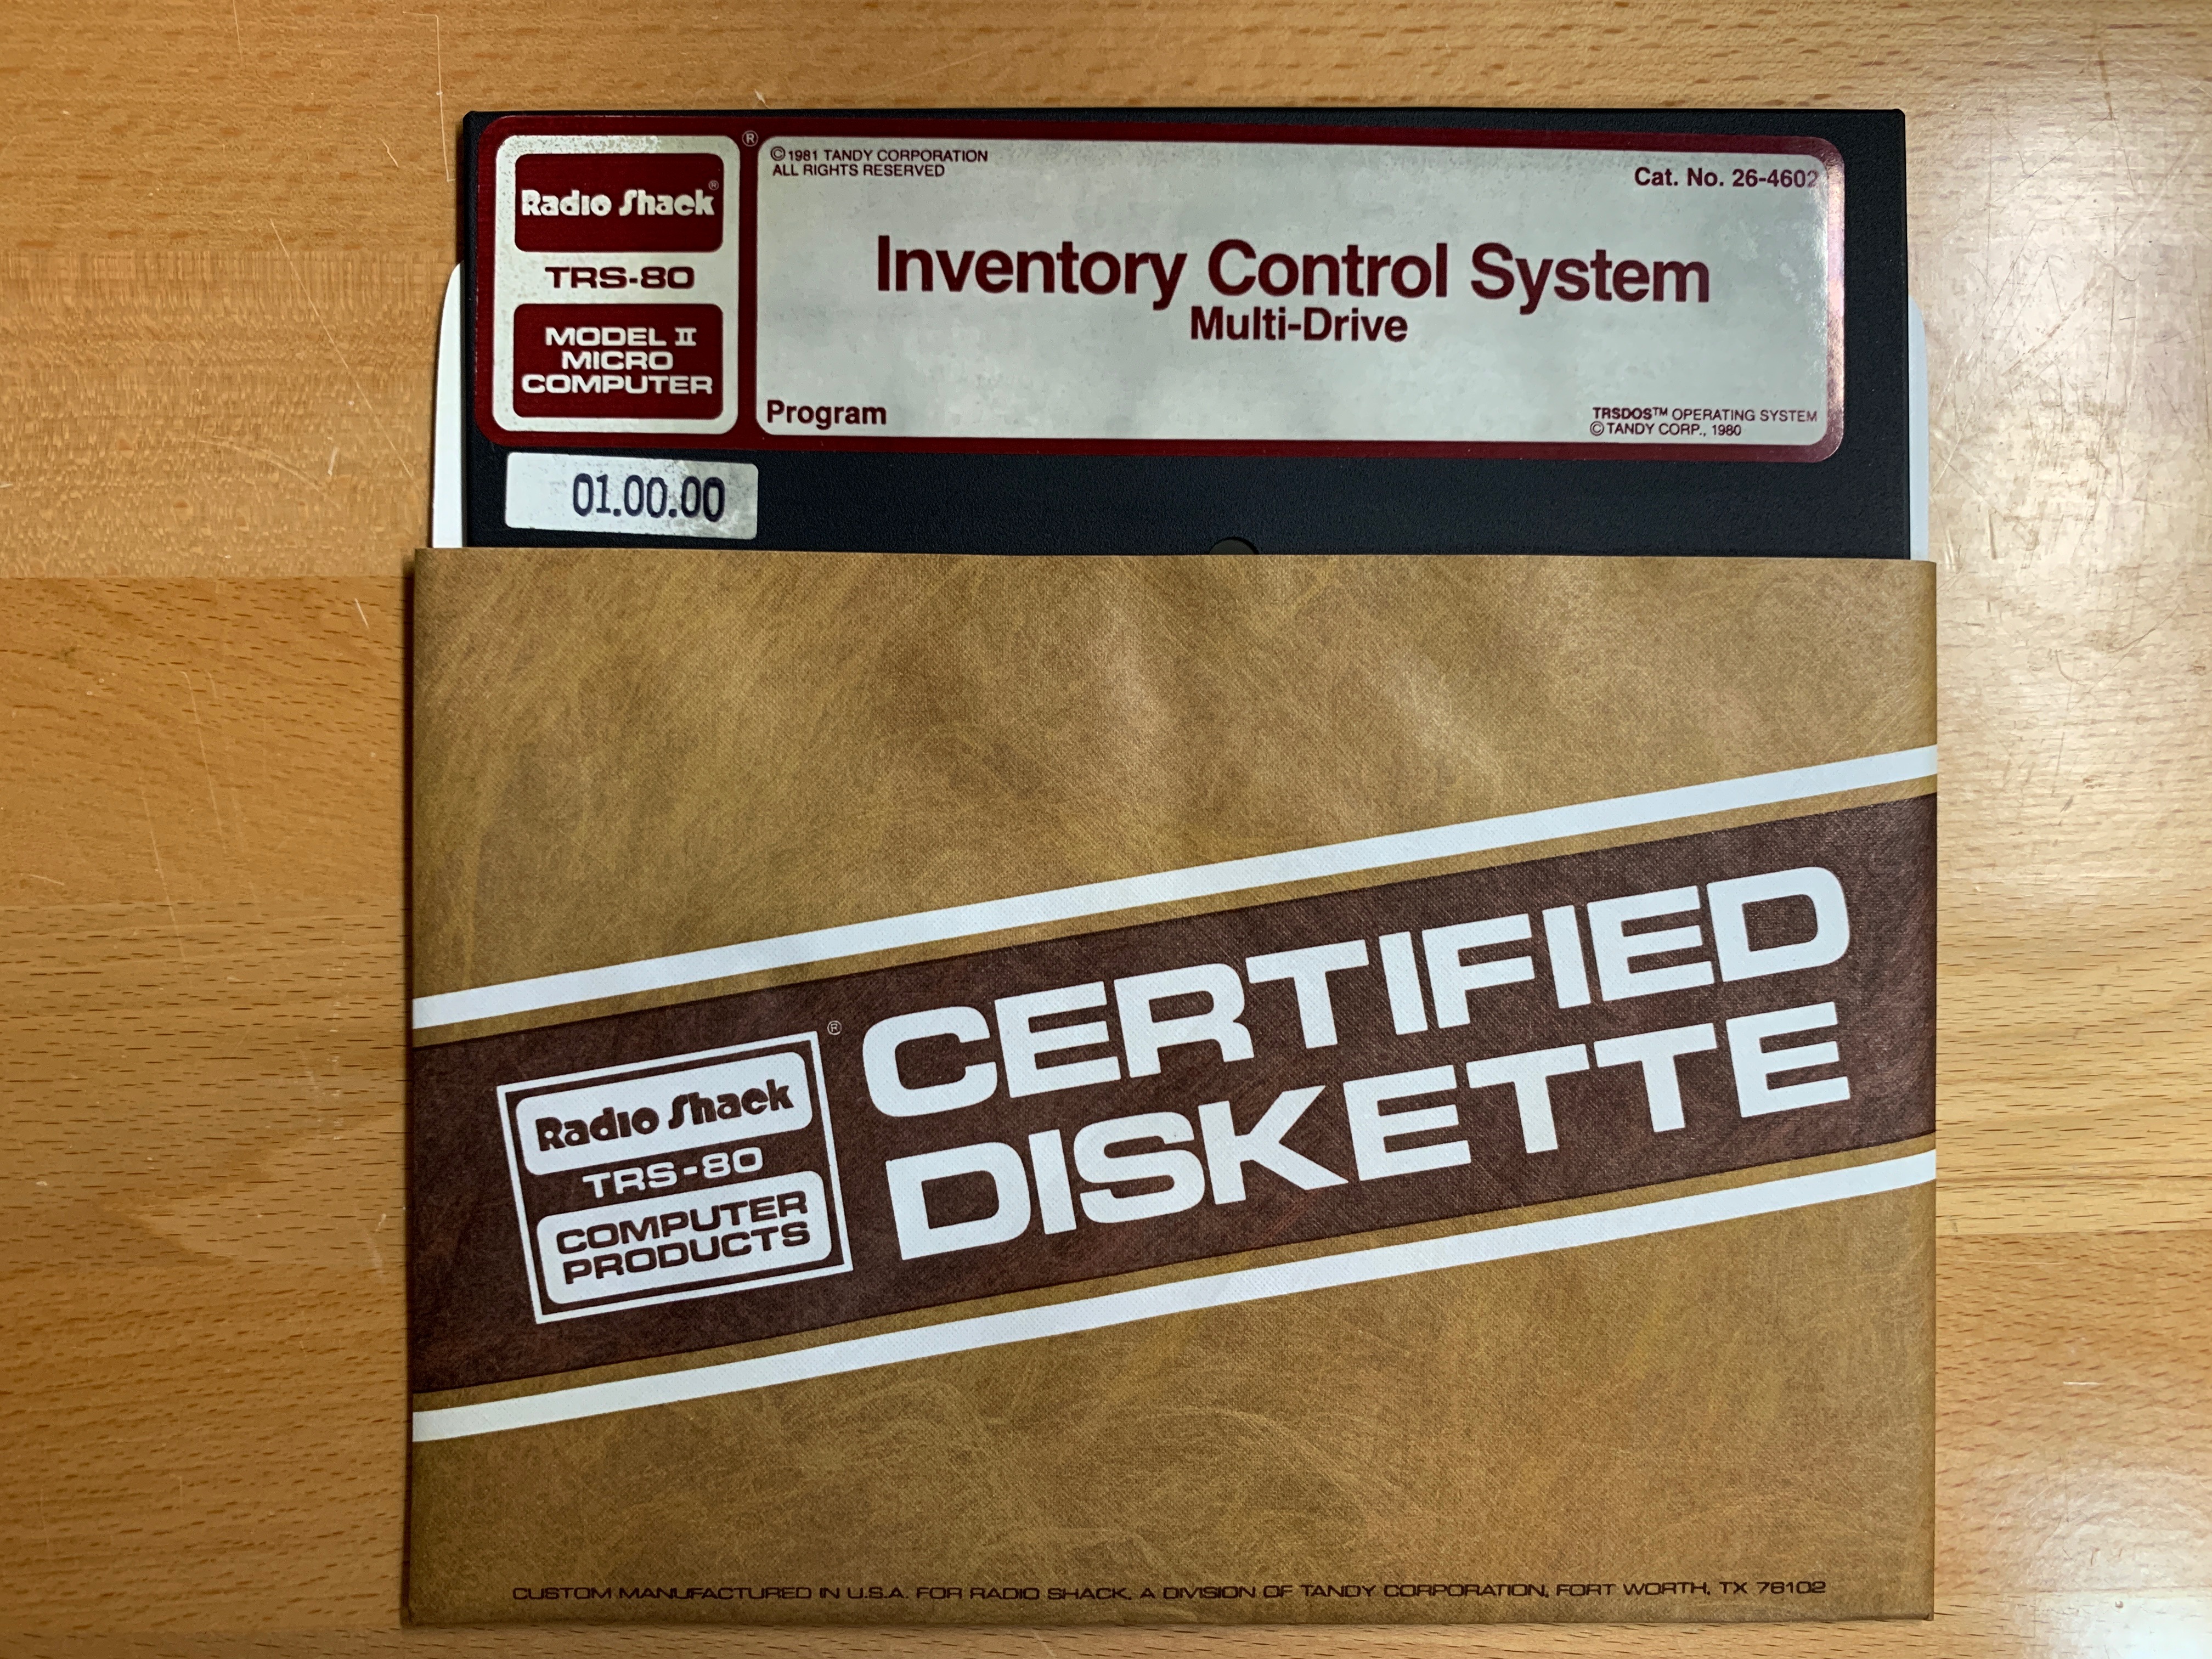 Radio Shack®
TRS-80
MODEL II
MICRO
COMPUTER
®
©1981 TANDY CORPORATION
ALL RIGHTS RESERVED
Cat. No. 26-4602
Inventory Control System
Multi-Drive
Program
TRSDOS™ OPERATING SYSTEM
© TANDY CORP., 1980
01.00.00
Radio Shack
TRS-80
COMPUTER
PRODUCTS
®
CERTIFIED
DISKETTE
CUSTOM MANUFACTURED IN U.S.A. FOR RADIO SHACK, A DIVISION OF TANDY CORPORATION, FORT WORTH, TX 76102